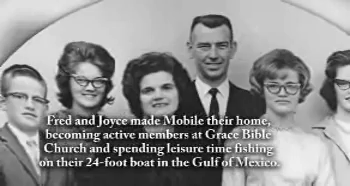 Fred and Joyce made Mobile their home,
becoming active members at Grace Bible
Church and spending leisure time fishing
on their 24-foot boat in the Gulf of Mexico.